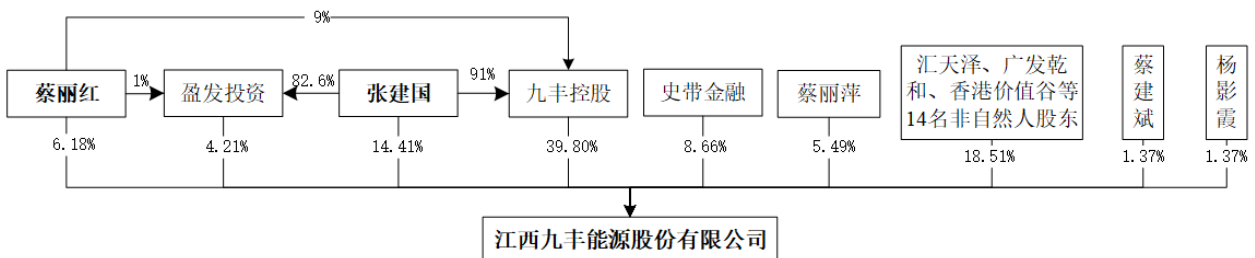 9%
蔡丽红
1%
盈发投资
82.6%
张建国
91%
九丰控股
史带金融
蔡丽萍
汇天泽、广发乾
和、香港价值谷等
14名非自然人股东
蔡
建
斌
杨
影
霞
6.18%
4.21%
14.41%
39.80%
8.66%
5.49%
18.51%
1.37%
1.37%
江西九丰能源股份有限公司